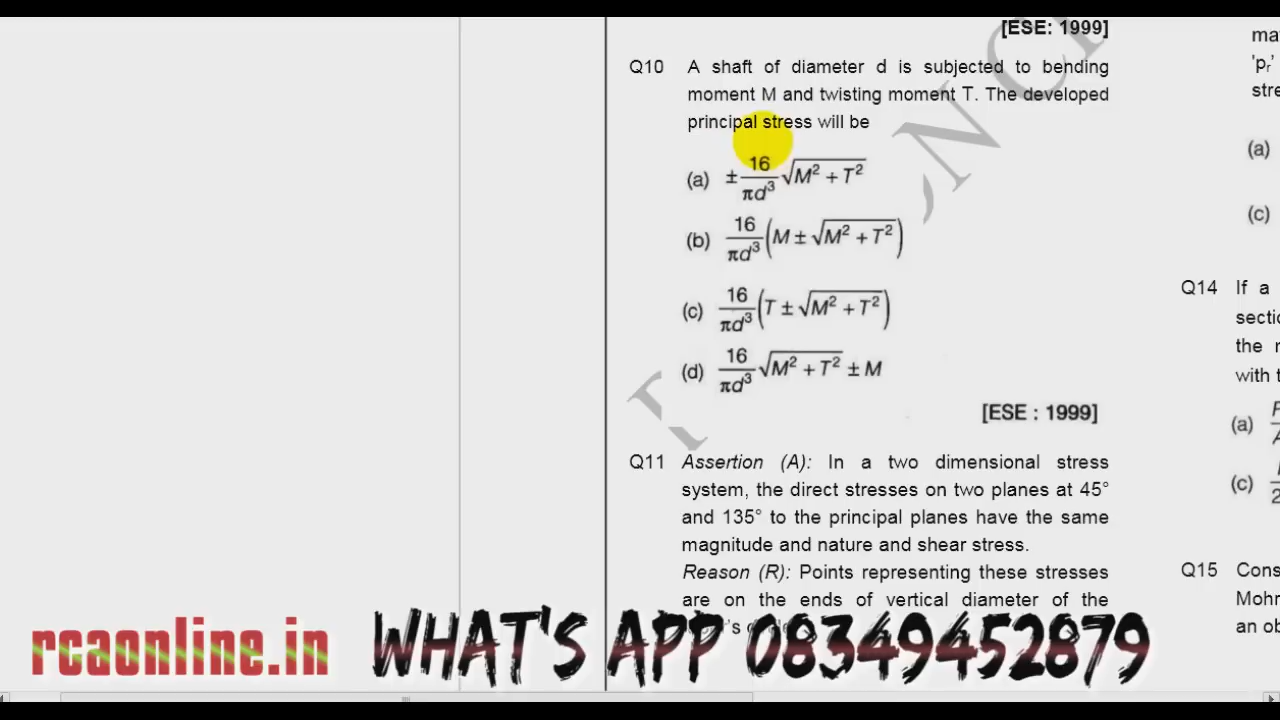 [ESE: 1999]
Q10 A shaft of diameter d is subjected to bending
moment M and twisting moment T. The developed
principal stress will be
(a) ± 16/πd³ √(M² + T²)
(b) 16/πd³ (M ± √(M² + T²))
(c) 16/πd³ (T ± √(M² + T²))
(d) 16/πd³ √(M² + T²) ± M
[ESE : 1999]
Q11 Assertion (A): In a two dimensional stress
system, the direct stresses on two planes at 45°
and 135° to the principal planes have the same
magnitude and nature and shear stress.
Reason (R): Points representing these stresses
are on the ends of vertical diameter of the
'pᵣ'
(a)
(c)
Q14 If a
section
the
with
(a)
(c)
Q15 Cons
Mohr
an ob
rcaonline.in
WHAT'S APP 08349452879